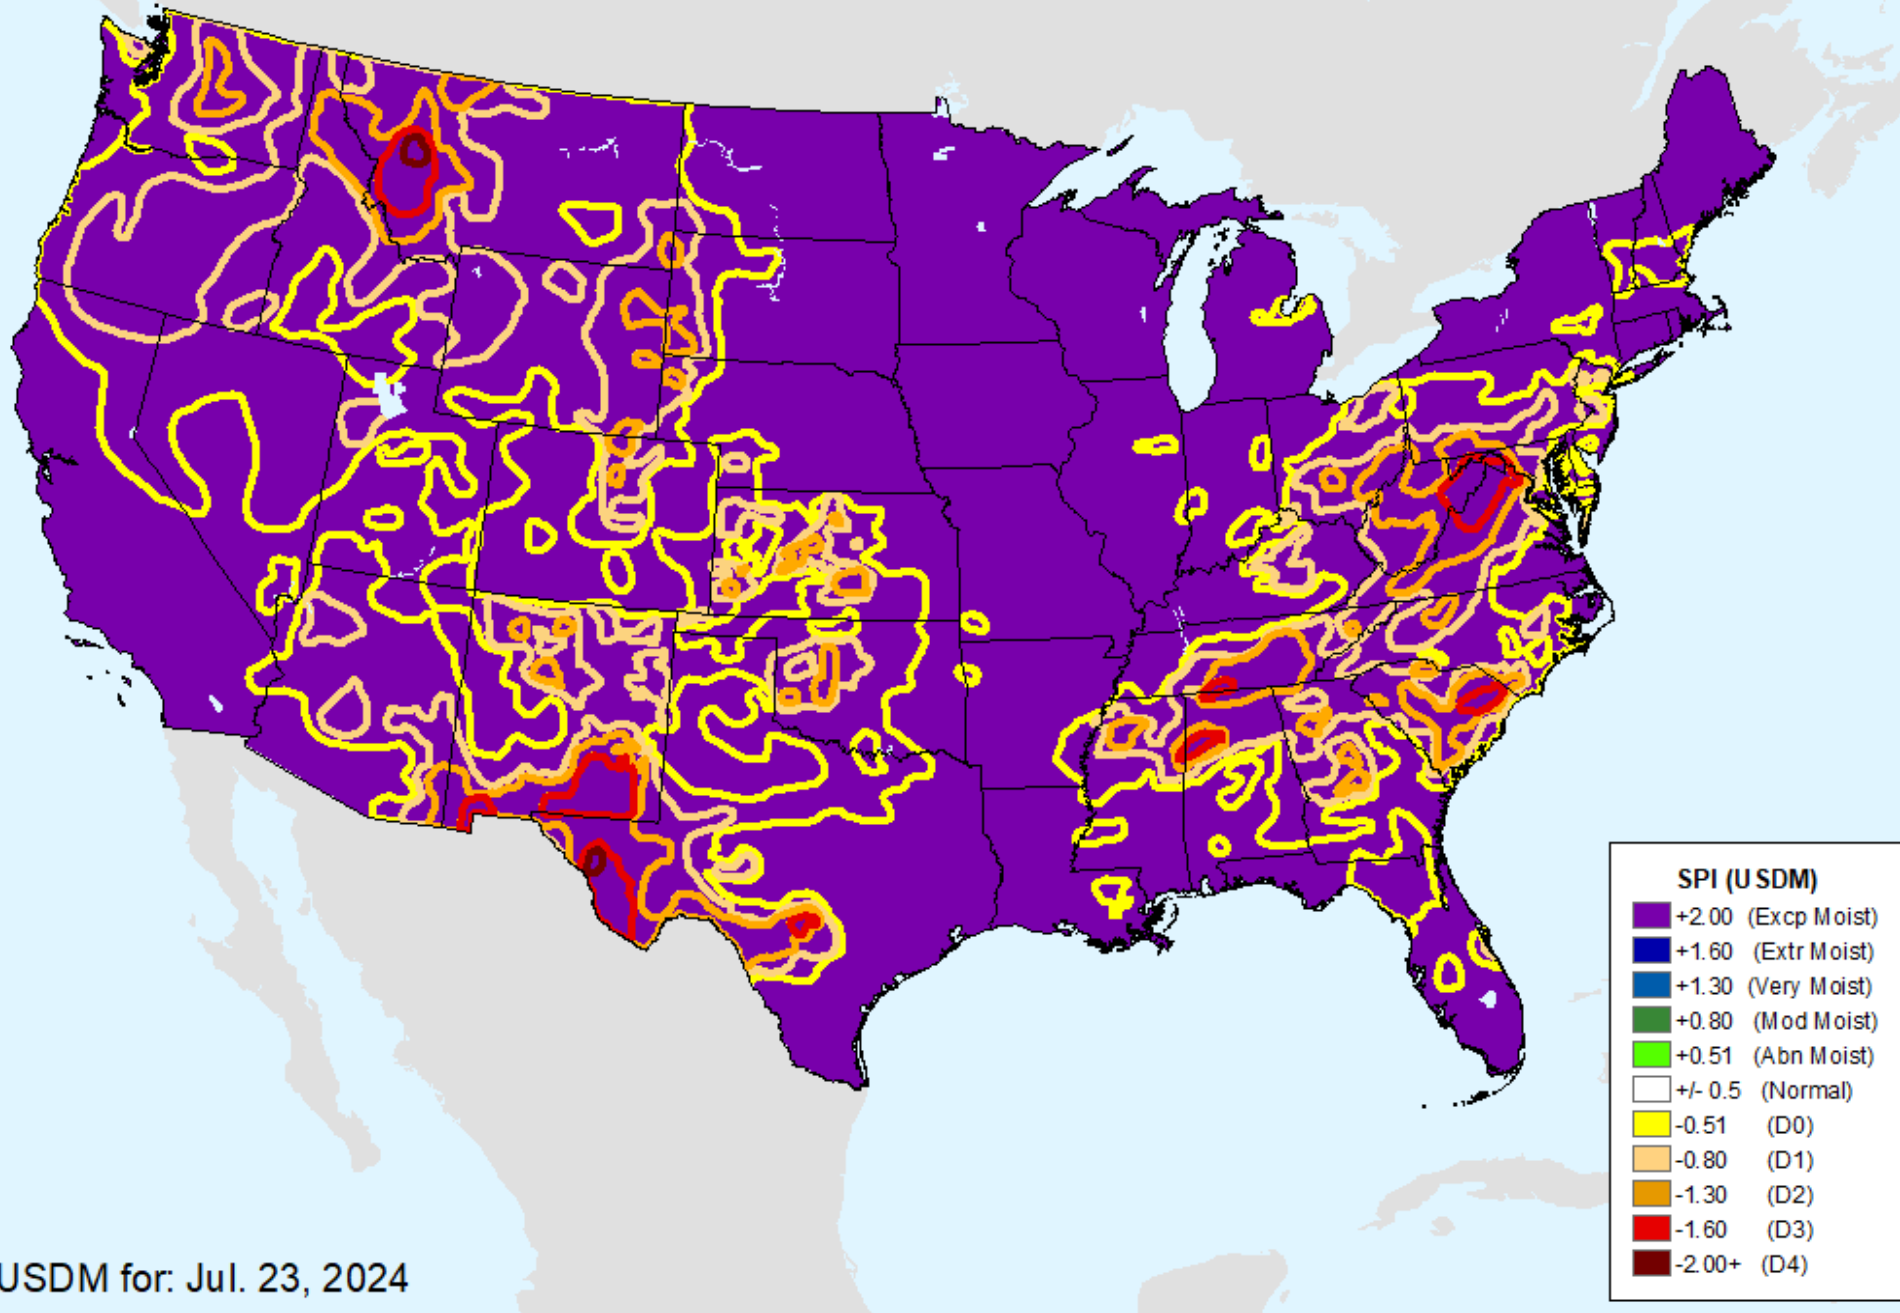 SPI (USDM)
+2.00 (Excp Moist)
+1.60 (Extr Moist)
+1.30 (Very Moist)
+0.80 (Mod Moist)
+0.51 (Abn Moist)
+/- 0.5 (Normal)
-0.51 (D0)
-0.80 (D1)
-1.30 (D2)
-1.60 (D3)
-2.00+ (D4)
USDM for: Jul. 23, 2024